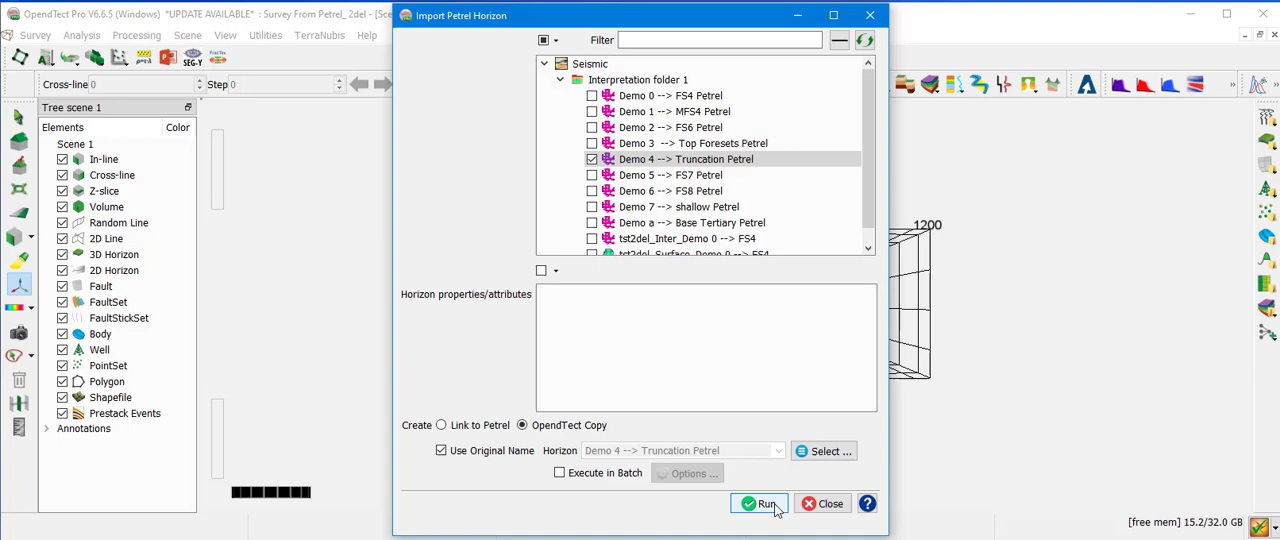 OpendTect Pro V6.6.5 (Windows) *UPDATE AVAILABLE* : Survey From Petrel_ 2del - [Sce
Survey Analysis Processing Scene View Utilities TerraNubis Help
SEG-Y
Cross-line 0 Step 0
Tree scene 1
Elements Color
Scene 1
In-line
Cross-line
Z-slice
Volume
Random Line
2D Line
3D Horizon
2D Horizon
Fault
FaultSet
FaultStickSet
Body
Well
PointSet
Polygon
Shapefile
Prestack Events
Annotations
Import Petrel Horizon
Filter
Seismic
Interpretation folder 1
Demo 0 --> FS4 Petrel
Demo 1 --> MFS4 Petrel
Demo 2 --> FS6 Petrel
Demo 3 --> Top Foresets Petrel
Demo 4 --> Truncation Petrel
Demo 5 --> FS7 Petrel
Demo 6 --> FS8 Petrel
Demo 7 --> shallow Petrel
Demo a --> Base Tertiary Petrel
tst2del_Inter_Demo 0 --> FS4
tst2del_Surface_Demo 0 --> FS4
Horizon properties/attributes
Create Link to Petrel OpendTect Copy
Use Original Name Horizon Demo 4 --> Truncation Petrel Select ...
Execute in Batch Options ...
Run Close ?
1200
[free mem] 15.2/32.0 GB